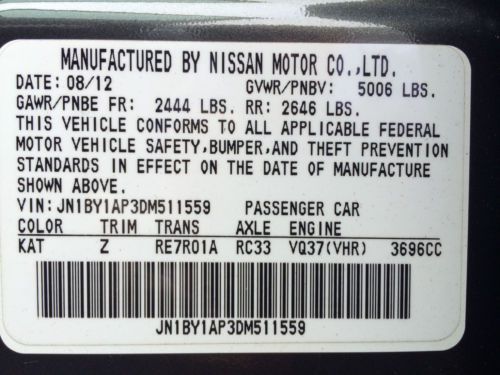 MANUFACTURED BY NISSAN MOTOR CO.,LTD.
DATE: 08/12 GVWR/PNBV: 5006 LBS.
GAWR/PNBE FR: 2444 LBS. RR: 2646 LBS.
THIS VEHICLE CONFORMS TO ALL APPLICABLE FEDERAL
MOTOR VEHICLE SAFETY,BUMPER,AND THEFT PREVENTION
STANDARDS IN EFFECT ON THE DATE OF MANUFACTURE
SHOWN ABOVE.
VIN: JN1BY1AP3DM511559 PASSENGER CAR
COLOR TRIM TRANS AXLE ENGINE
KAT Z RE7R01A RC33 VQ37(VHR) 3696CC
JN1BY1AP3DM511559